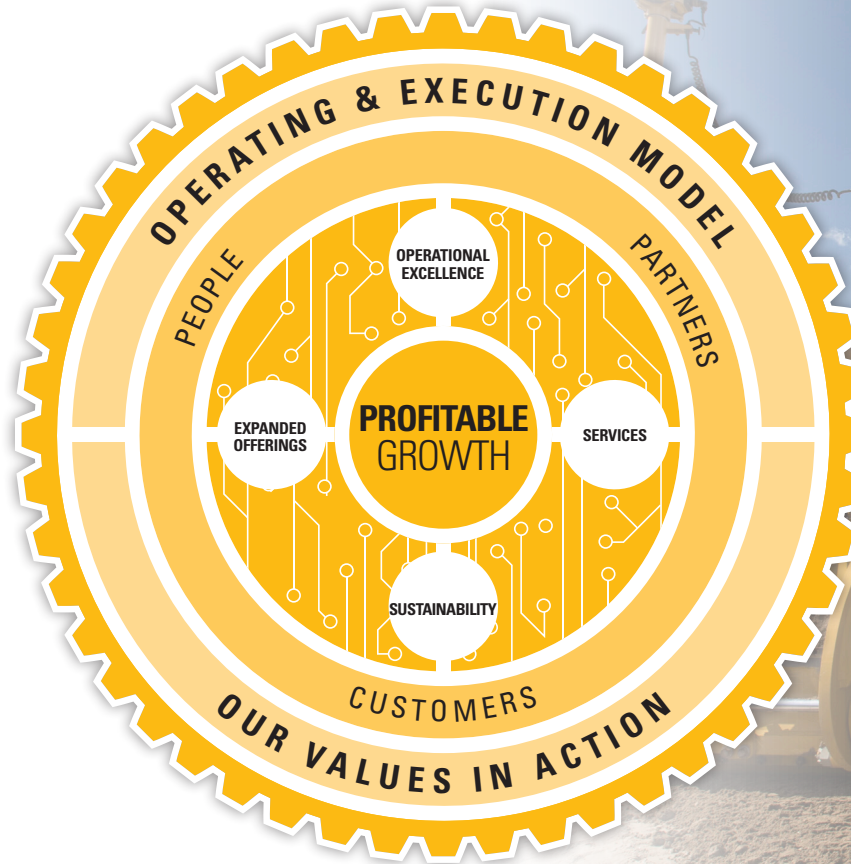 OPERATING & EXECUTION MODEL
PEOPLE
PARTNERS
OPERATIONAL
EXCELLENCE
EXPANDED
OFFERINGS
PROFITABLE
GROWTH
SERVICES
SUSTAINABILITY
CUSTOMERS
OUR VALUES IN ACTION